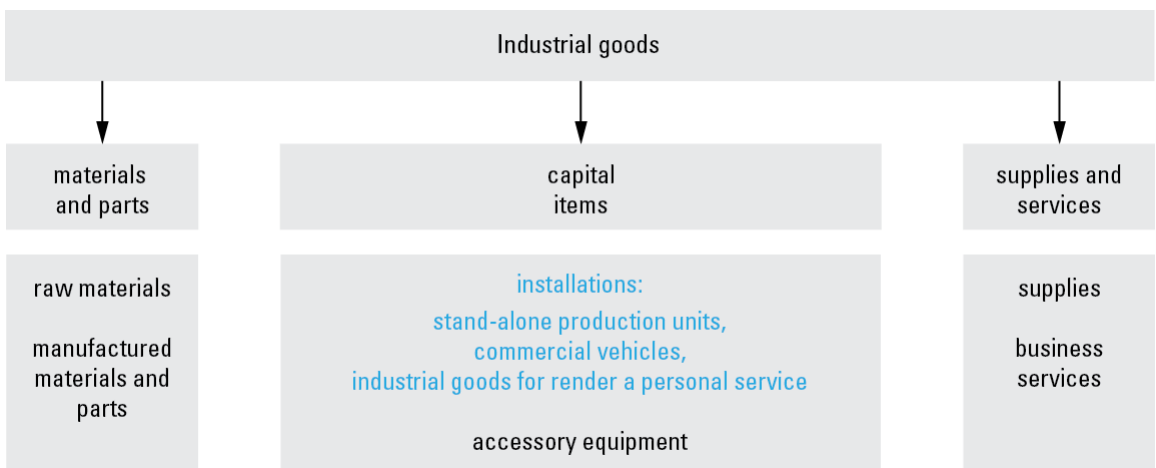 Industrial goods
materials
and parts
capital
items
supplies and
services
raw materials
manufactured
materials and
parts
installations:
stand-alone production units,
commercial vehicles,
industrial goods for render a personal service
accessory equipment
supplies
business
services